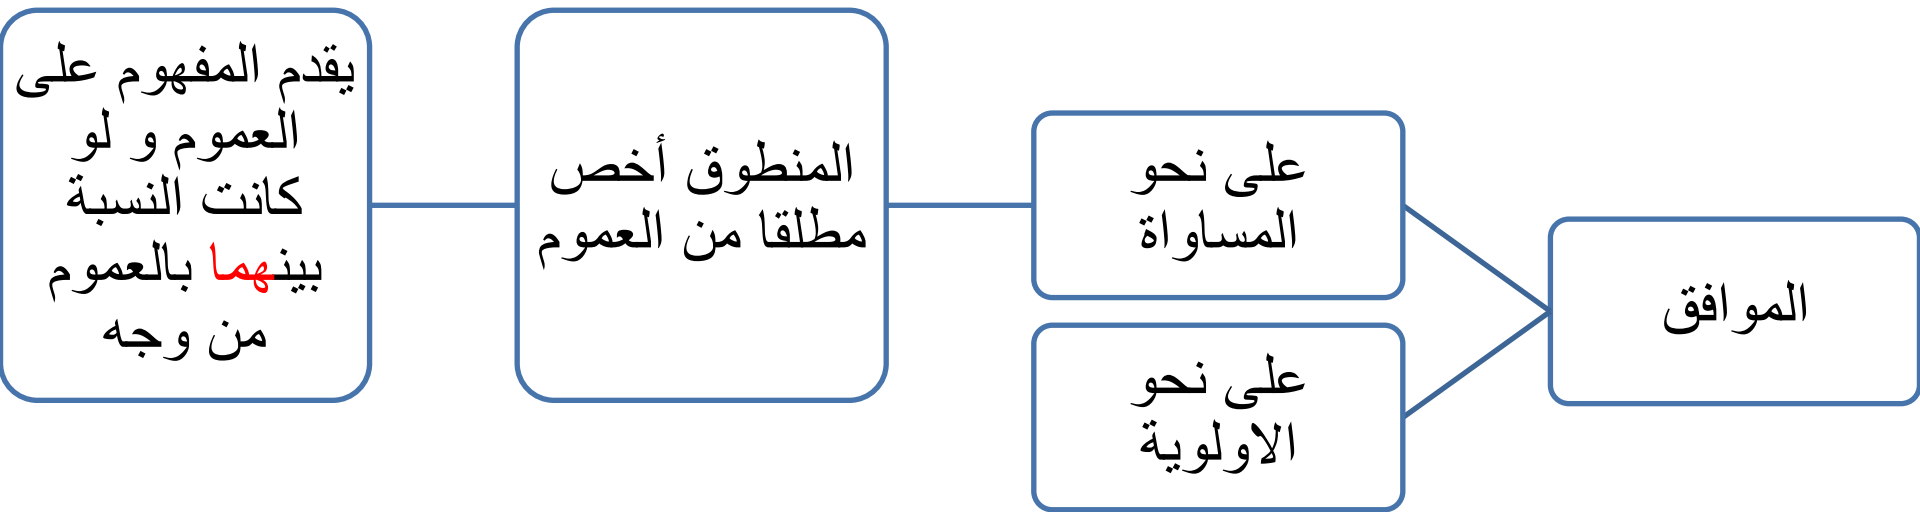 الموافق
على نحو
المساواة
على نحو
الاولوية
المنطوق أخص
مطلقا من العموم
يقدم المفهوم على
العموم و لو
كانت النسبة
بينهما بالعموم
من وجه